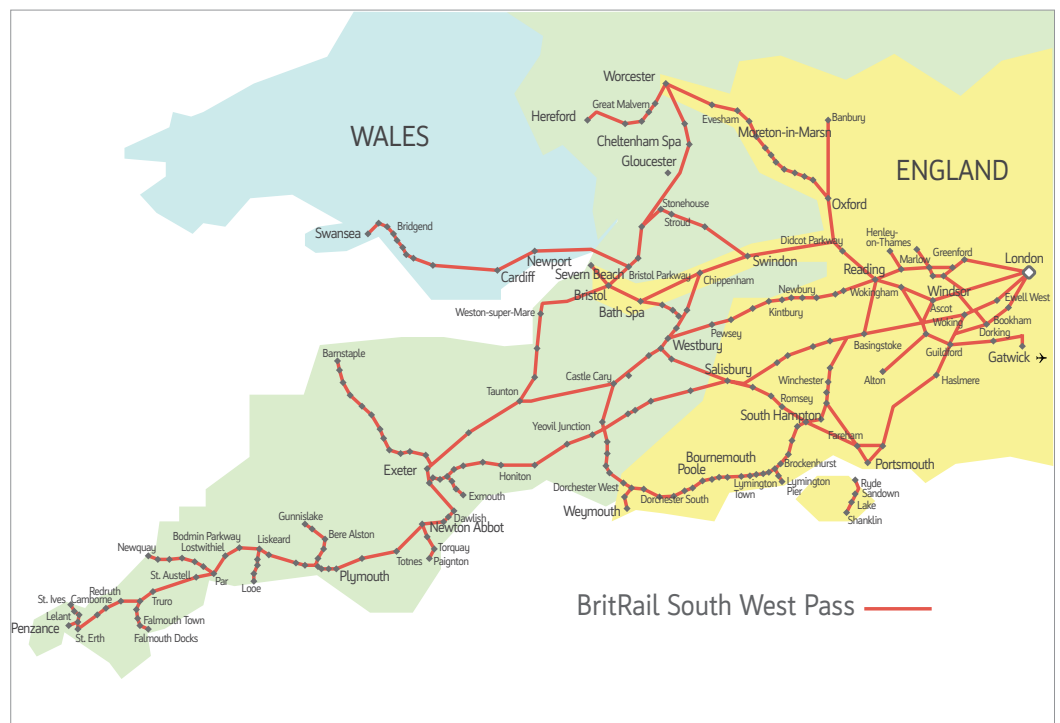 Worcester
Hereford
Great Malvern
Evesham
Moreton-in-Marsn
Banbury
WALES
Cheltenham Spa
Gloucester
ENGLAND
Oxford
Stonehouse
Stroud
Swansea
Bridgend
Didcot Parkway
Henley-
on-Thames
Greenford
Marlow
London
Newport
Cardiff
Severn Beach
Bristol Parkway
Swindon
Reading
Chippenham
Bristol
Newbury
Wokingham
Windsor
Ewell West
Bath Spa
Kintbury
Ascot
Weston-super-Mare
Pewsey
Woking
Bookham
Dorking
Westbury
Basingstoke
Guildford
Gatwick
Barnstaple
Castle Cary
Salisbury
Winchester
Alton
Haslmere
Taunton
Romsey
South Hampton
Yeovil Junction
Fareham
Exeter
Honiton
Bournemouth
Poole
Brockenhurst
Portsmouth
Exmouth
Dorchester West
Dorchester South
Lymington
Town
Lymington
Pier
Ryde
Sandown
Lake
Shanklin
Weymouth
Gunnislake
Dawlish
Newton Abbot
Bere Alston
Bodmin Parkway
Lostwithiel
Liskeard
Torquay
Paignton
Newquay
Totnes
Plymouth
St. Austell
Par
Looe
Redruth
St. Ives
Camborne
Truro
Lelant
Falmouth Town
Penzance
St. Erth
Falmouth Docks
BritRail South West Pass